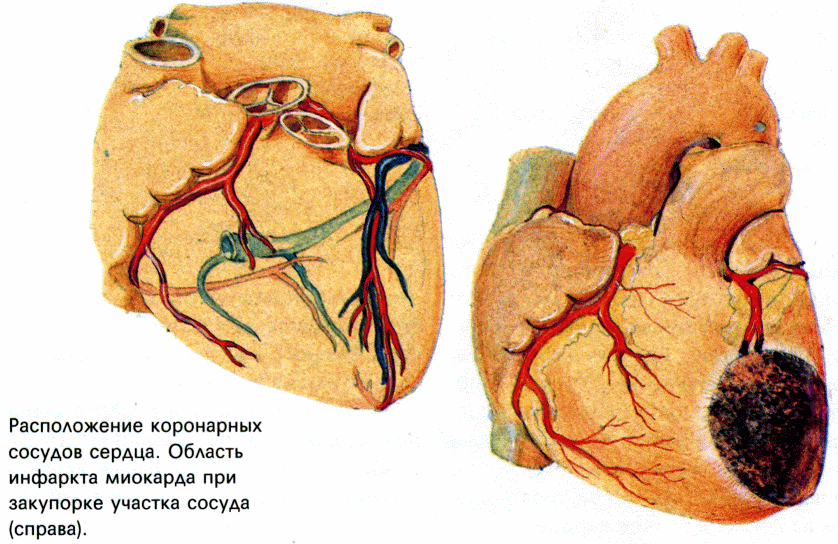 Расположение коронарных
сосудов сердца. Область
инфаркта миокарда при
закупорке участка сосуда
(справа).